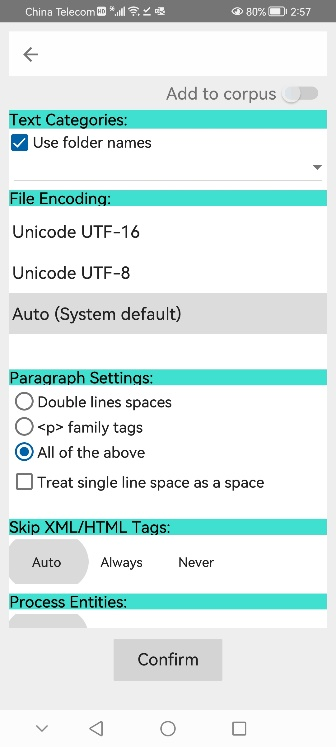 China Telecom HD 80% 2:57
Add to corpus
Text Categories:
Use folder names
File Encoding:
Unicode UTF-16
Unicode UTF-8
Auto (System default)
Paragraph Settings:
Double lines spaces
<p> family tags
All of the above
Treat single line space as a space
Skip XML/HTML Tags:
Auto Always Never
Process Entities:
Confirm